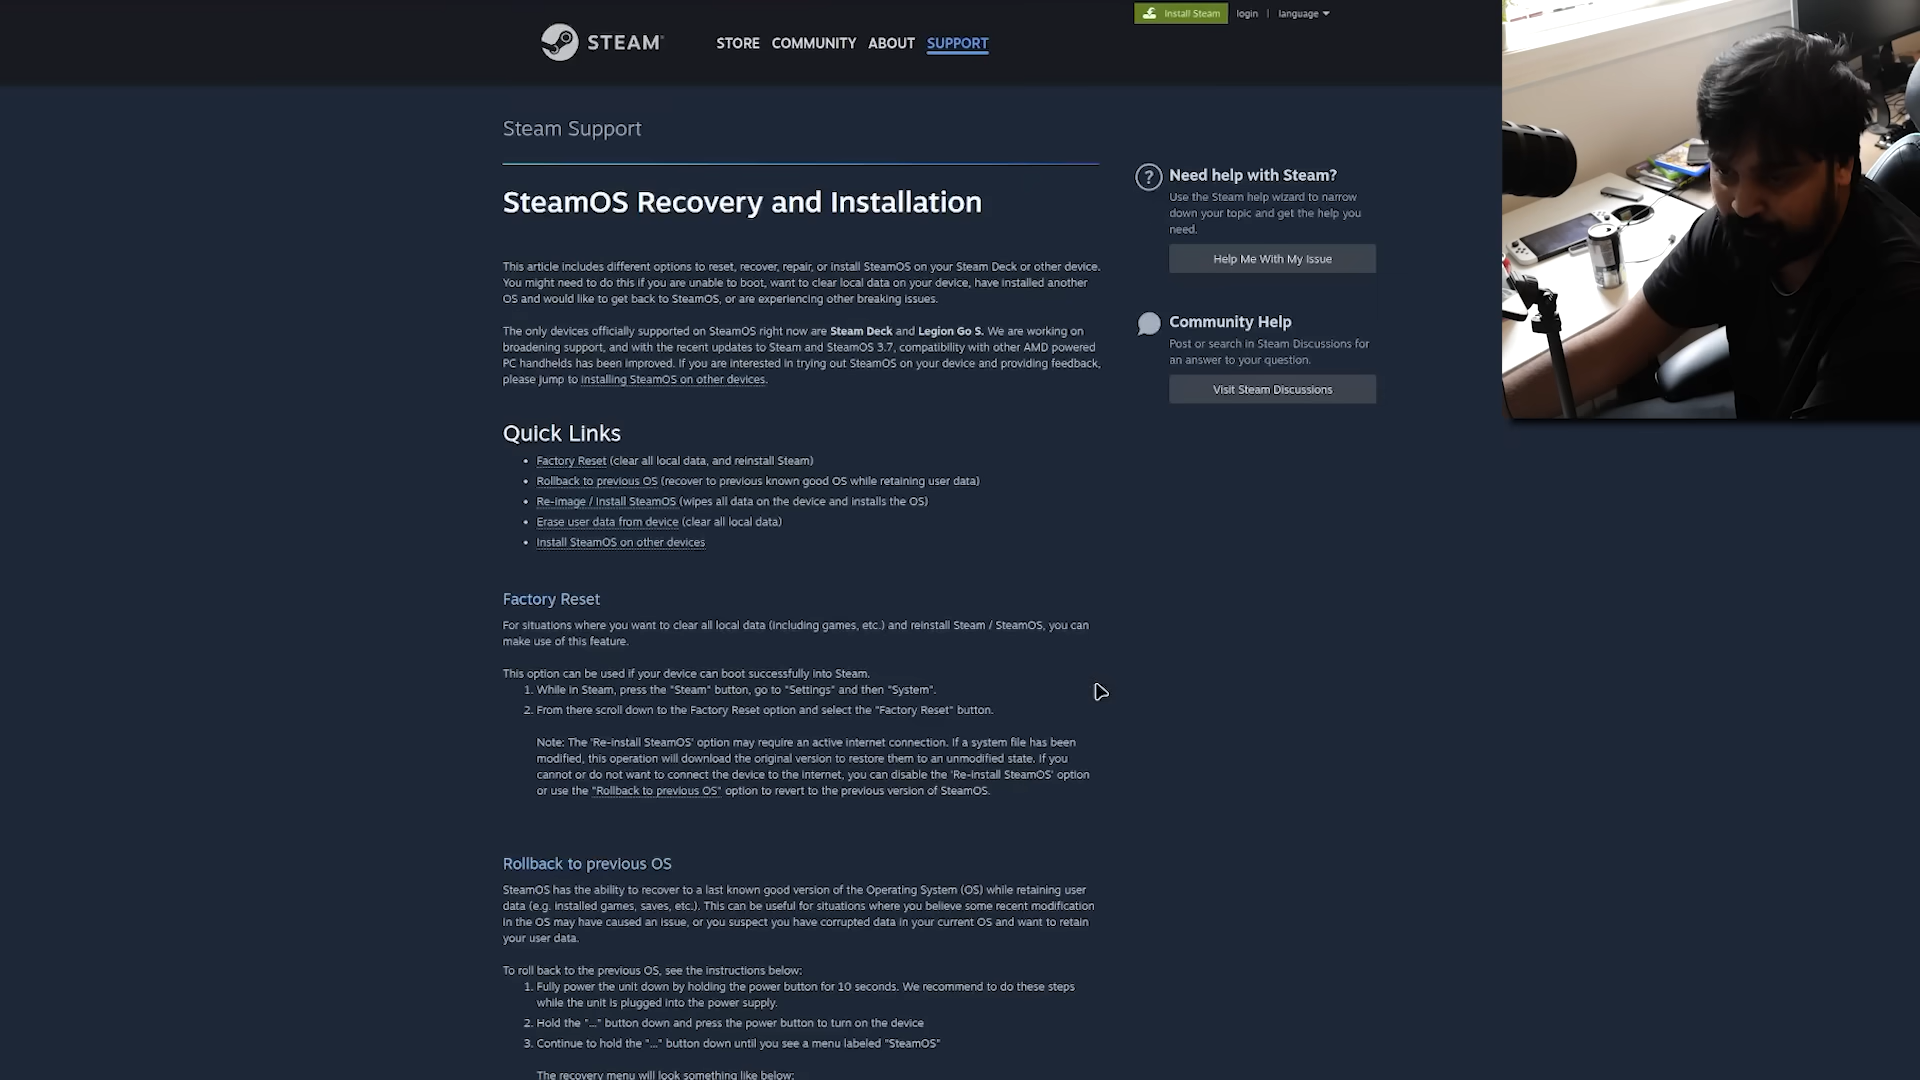 Install Steam login | language
STEAM STORE COMMUNITY ABOUT SUPPORT
Steam Support
SteamOS Recovery and Installation
This article includes different options to reset, recover, repair, or install SteamOS on your Steam Deck or other device.
You might need to do this if you are unable to boot, want to clear local data on your device, have installed another
OS and would like to get back to SteamOS, or are experiencing other breaking issues.
The only devices officially supported on SteamOS right now are Steam Deck and Legion Go S. We are working on
broadening support, and with the recent updates to Steam and SteamOS 3.7, compatibility with other AMD powered
PC handhelds has been improved. If you are interested in trying out SteamOS on your device and providing feedback,
please jump to installing SteamOS on other devices.
Quick Links
• Factory Reset (clear all local data, and reinstall Steam)
• Rollback to previous OS (recover to previous known good OS while retaining user data)
• Re-image / Install SteamOS (wipes all data on the device and installs the OS)
• Erase user data from device (clear all local data)
• Install SteamOS on other devices
Factory Reset
For situations where you want to clear all local data (including games, etc.) and reinstall Steam / SteamOS, you can
make use of this feature.
This option can be used if your device can boot successfully into Steam.
1. While in Steam, press the "Steam" button, go to "Settings" and then "System".
2. From there scroll down to the Factory Reset option and select the "Factory Reset" button.
Note: The 'Re-install SteamOS' option may require an active internet connection. If a system file has been
modified, this operation will download the original version to restore them to an unmodified state. If you
cannot or do not want to connect the device to the internet, you can disable the 'Re-install SteamOS' option
or use the "Rollback to previous OS" option to revert to the previous version of SteamOS.
Rollback to previous OS
SteamOS has the ability to recover to a last known good version of the Operating System (OS) while retaining user
data (e.g. installed games, saves, etc.). This can be useful for situations where you believe some recent modification
in the OS may have caused an issue, or you suspect you have corrupted data in your current OS and want to retain
your user data.
To roll back to the previous OS, see the instructions below:
1. Fully power the unit down by holding the power button for 10 seconds. We recommend to do these steps
while the unit is plugged into the power supply.
2. Hold the "..." button down and press the power button to turn on the device
3. Continue to hold the "..." button down until you see a menu labeled "SteamOS"
The recovery menu will look something like below:
? Need help with Steam?
Use the Steam help wizard to narrow
down your topic and get the help you
need.
Help Me With My Issue
Community Help
Post or search in Steam Discussions for
an answer to your question.
Visit Steam Discussions